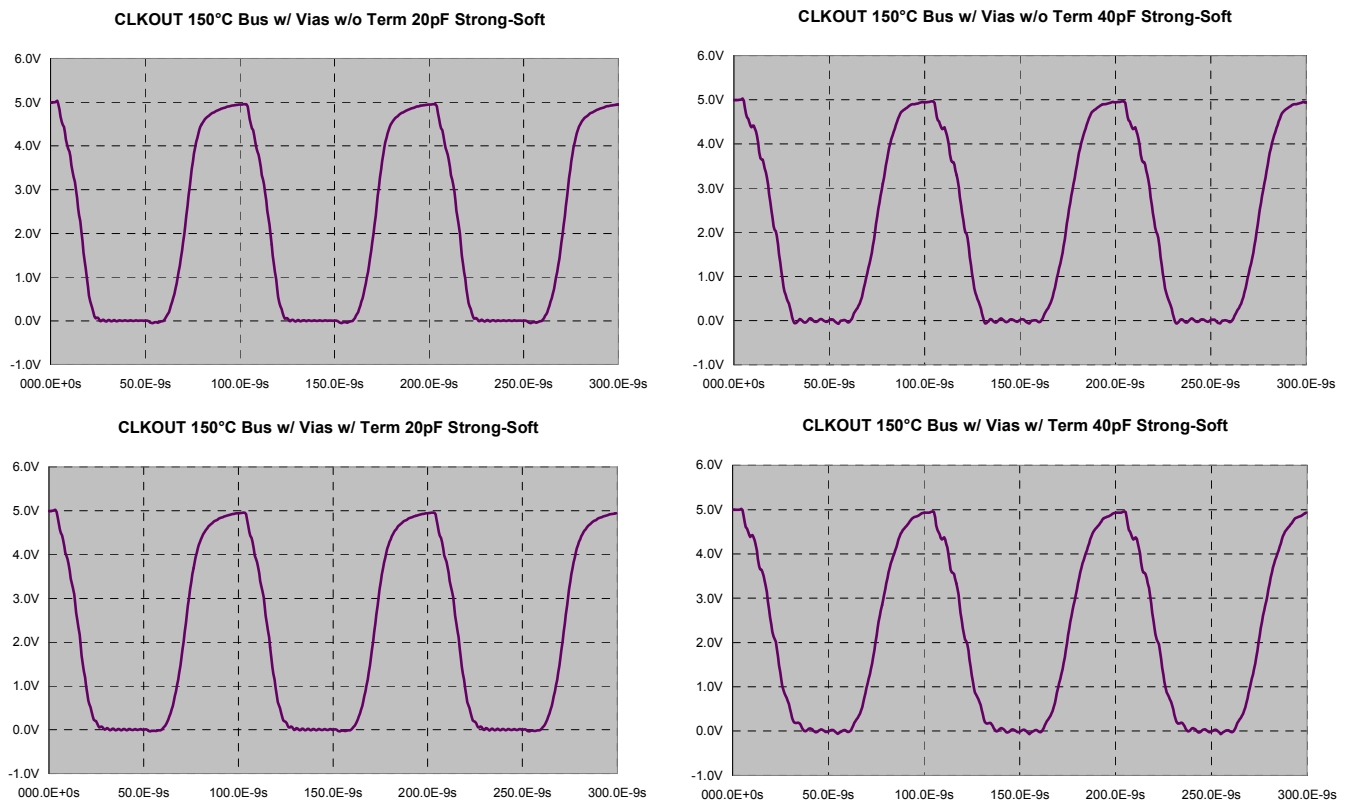 CLKOUT 150°C Bus w/ Vias w/o Term 20pF Strong-Soft
6.0V
5.0V
4.0V
3.0V
2.0V
1.0V
0.0V
-1.0V
000.0E+0s 50.0E-9s 100.0E-9s 150.0E-9s 200.0E-9s 250.0E-9s 300.0E-9s
CLKOUT 150°C Bus w/ Vias w/o Term 40pF Strong-Soft
6.0V
5.0V
4.0V
3.0V
2.0V
1.0V
0.0V
-1.0V
000.0E+0s 50.0E-9s 100.0E-9s 150.0E-9s 200.0E-9s 250.0E-9s 300.0E-9s
CLKOUT 150°C Bus w/ Vias w/ Term 20pF Strong-Soft
6.0V
5.0V
4.0V
3.0V
2.0V
1.0V
0.0V
-1.0V
000.0E+0s 50.0E-9s 100.0E-9s 150.0E-9s 200.0E-9s 250.0E-9s 300.0E-9s
CLKOUT 150°C Bus w/ Vias w/ Term 40pF Strong-Soft
6.0V
5.0V
4.0V
3.0V
2.0V
1.0V
0.0V
-1.0V
000.0E+0s 50.0E-9s 100.0E-9s 150.0E-9s 200.0E-9s 250.0E-9s 300.0E-9s